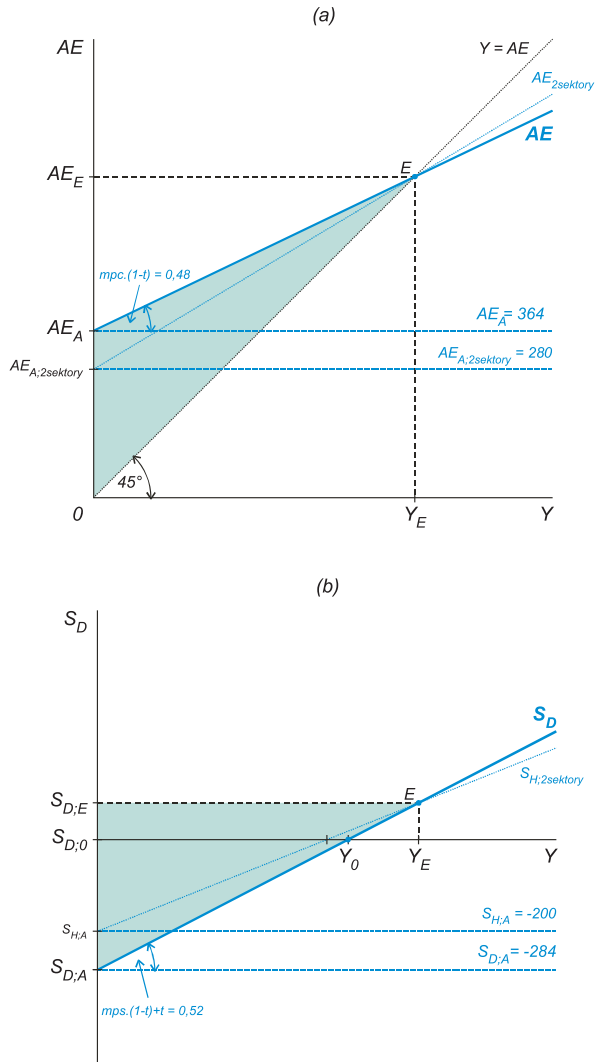 (a)
AE
Y = AE
AE2sektory
AE
E
AEE
mpc.(1-t) = 0,48
AEA= 364
AEA
AEA;2sektory = 280
AEA;2sektory
45°
0
YE
Y
(b)
SD
SD
SH;2sektory
E
SD;E
SD;0
Y0
YE
Y
SH;A
SH;A = -200
SD;A = -284
SD;A
mps.(1-t)+t = 0,52